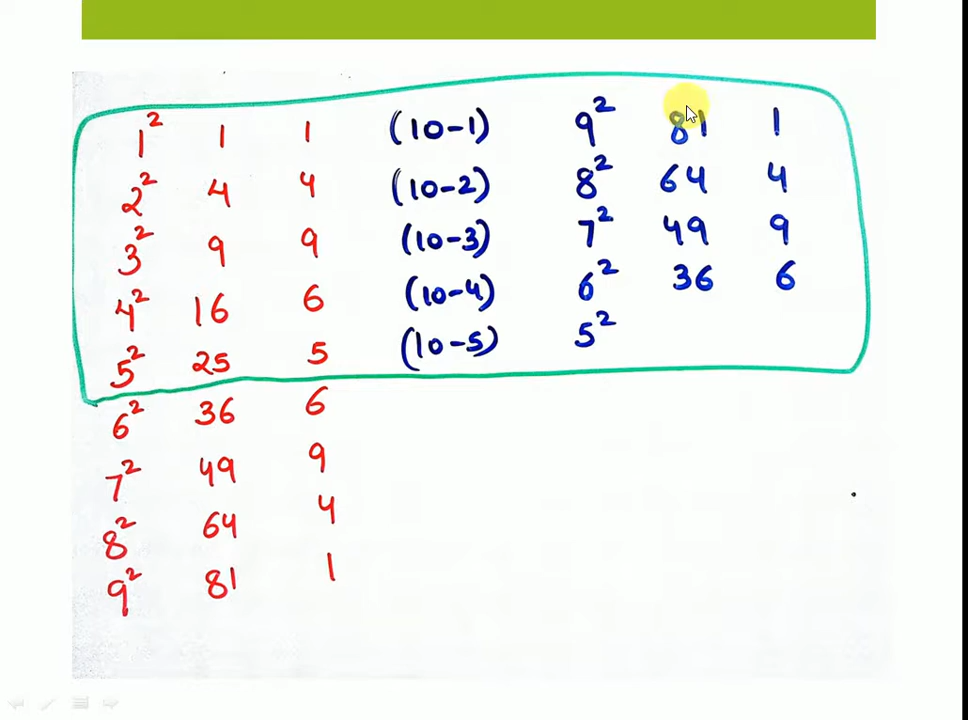 1² 1 1 (10-1) 9² 81 1
2² 4 4 (10-2) 8² 64 4
3² 9 9 (10-3) 7² 49 9
4² 16 6 (10-4) 6² 36 6
5² 25 5 (10-5) 5²
6² 36 6
7² 49 9
8² 64 4
9² 81 1